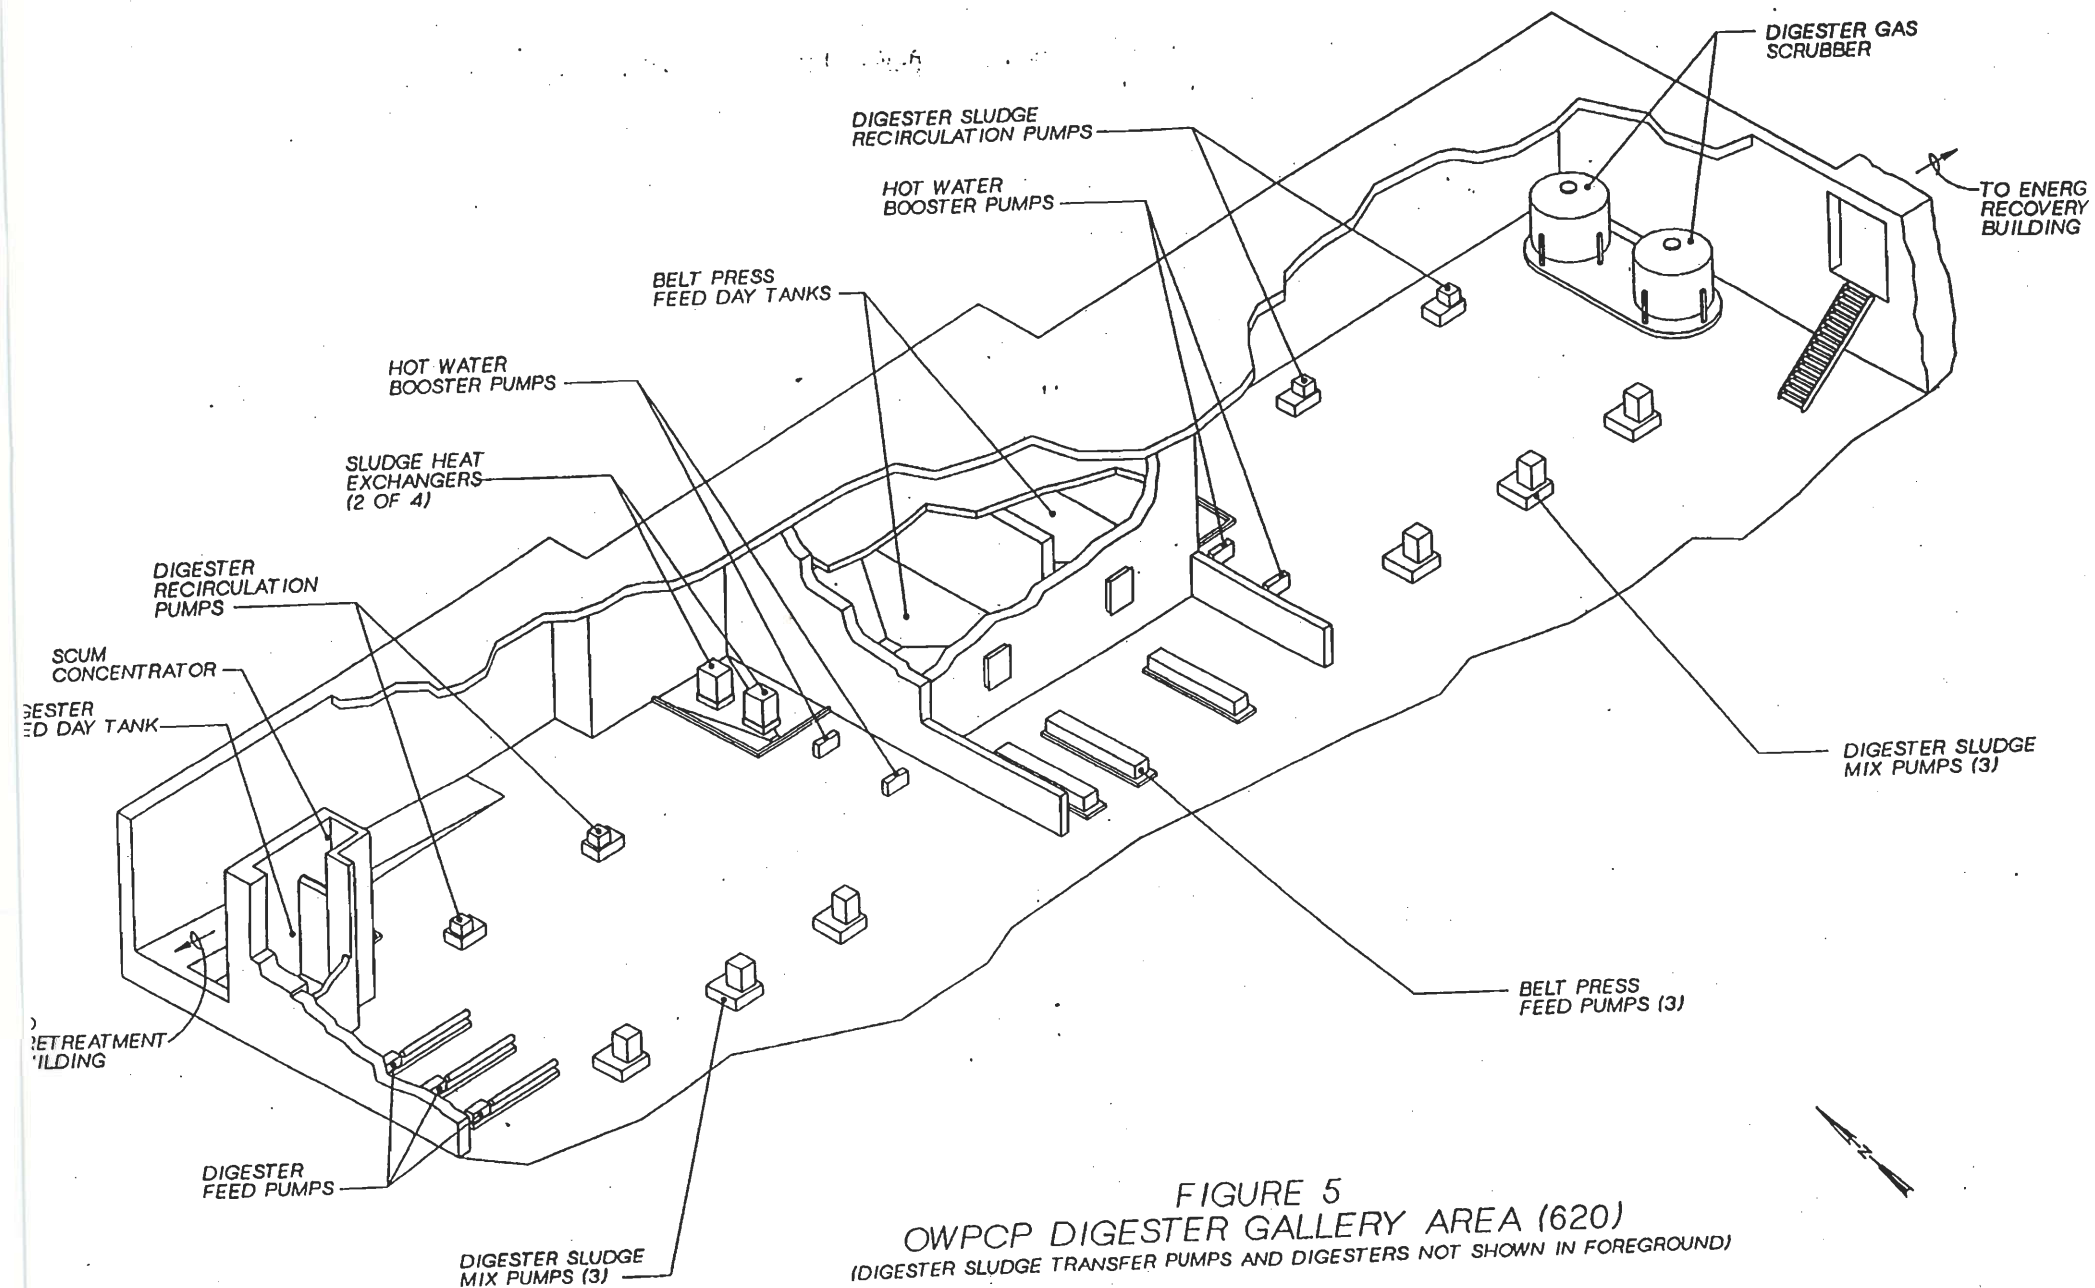 DIGESTER GAS
SCRUBBER
DIGESTER SLUDGE
RECIRCULATION PUMPS
HOT WATER
BOOSTER PUMPS
TO ENERG
RECOVERY
BUILDING
BELT PRESS
FEED DAY TANKS
HOT WATER
BOOSTER PUMPS
SLUDGE HEAT
EXCHANGERS
(2 OF 4)
DIGESTER
RECIRCULATION
PUMPS
SCUM
CONCENTRATOR
GESTER
ED DAY TANK
DIGESTER SLUDGE
MIX PUMPS (3)
BELT PRESS
FEED PUMPS (3)
RETREATMENT
ILDING
DIGESTER
FEED PUMPS
N
DIGESTER SLUDGE
MIX PUMPS (3)
FIGURE 5
OWPCP DIGESTER GALLERY AREA (620)
(DIGESTER SLUDGE TRANSFER PUMPS AND DIGESTERS NOT SHOWN IN FOREGROUND)